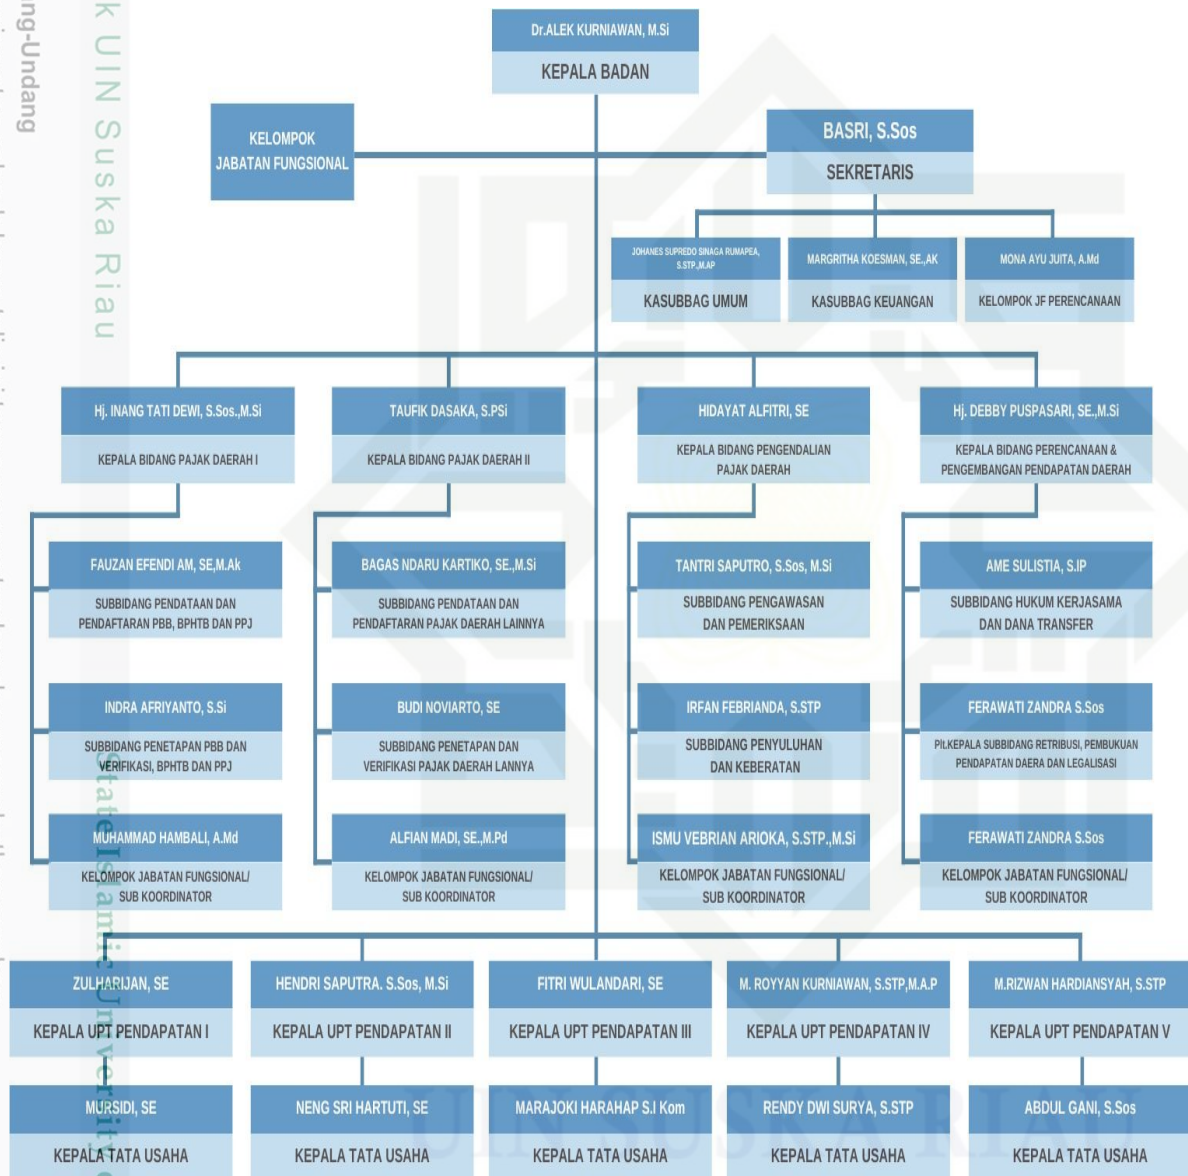 Dr.ALEK KURNIAWAN, M.Si
KEPALA BADAN
KELOMPOK
JABATAN FUNGSIONAL
BASRI, S.Sos
SEKRETARIS
JOHANES SUPREDO SINAGA RUMAPEA,
S.STP.,M.AP
KASUBBAG UMUM
MARGRITHA KOESMAN, SE.,AK
KASUBBAG KEUANGAN
MONA AYU JUITA, A.Md
KELOMPOK JF PERENCANAAN
Hj. INANG TATI DEWI, S.Sos.,M.Si
KEPALA BIDANG PAJAK DAERAH I
TAUFIK DASAKA, S.PSi
KEPALA BIDANG PAJAK DAERAH II
HIDAYAT ALFITRI, SE
KEPALA BIDANG PENGENDALIAN
PAJAK DAERAH
Hj. DEBBY PUSPASARI, SE.,M.Si
KEPALA BIDANG PERENCANAAN &
PENGEMBANGAN PENDAPATAN DAERAH
FAUZAN EFENDI AM, SE,M.Ak
SUBBIDANG PENDATAAN DAN
PENDAFTARAN PBB, BPHTB DAN PPJ
BAGAS NDARU KARTIKO, SE.,M.Si
SUBBIDANG PENDATAAN DAN
PENDAFTARAN PAJAK DAERAH LAINNYA
TANTRI SAPUTRO, S.Sos, M.Si
SUBBIDANG PENGAWASAN
DAN PEMERIKSAAN
AME SULISTIA, S.IP
SUBBIDANG HUKUM KERJASAMA
DAN DANA TRANSFER
INDRA AFRIYANTO, S.Si
SUBBIDANG PENETAPAN PBB DAN
VERIFIKASI, BPHTB DAN PPJ
BUDI NOVIARTO, SE
SUBBIDANG PENETAPAN DAN
VERIFIKASI PAJAK DAERAH LANNYA
IRFAN FEBRIANDA, S.STP
SUBBIDANG PENYULUHAN
DAN KEBERATAN
FERAWATI ZANDRA S.Sos
Plt.KEPALA SUBBIDANG RETRIBUSI, PEMBUKUAN
PENDAPATAN DAERA DAN LEGALISASI
MUHAMMAD HAMBALI, A.Md
KELOMPOK JABATAN FUNGSIONAL/
SUB KOORDINATOR
ALFIAN MADI, SE.,M.Pd
KELOMPOK JABATAN FUNGSIONAL/
SUB KOORDINATOR
ISMU VEBRIAN ARIOKA, S.STP.,M.Si
KELOMPOK JABATAN FUNGSIONAL/
SUB KOORDINATOR
FERAWATI ZANDRA S.Sos
KELOMPOK JABATAN FUNGSIONAL/
SUB KOORDINATOR
ZULHARIJAN, SE
KEPALA UPT PENDAPATAN I
HENDRI SAPUTRA. S.Sos, M.Si
KEPALA UPT PENDAPATAN II
FITRI WULANDARI, SE
KEPALA UPT PENDAPATAN III
M. ROYYAN KURNIAWAN, S.STP,M.A.P
KEPALA UPT PENDAPATAN IV
M.RIZWAN HARDIANSYAH, S.STP
KEPALA UPT PENDAPATAN V
MURSIDI, SE
KEPALA TATA USAHA
NENG SRI HARTUTI, SE
KEPALA TATA USAHA
MARAJOKI HARAHAP S.I Kom
KEPALA TATA USAHA
RENDY DWI SURYA, S.STP
KEPALA TATA USAHA
ABDUL GANI, S.Sos
KEPALA TATA USAHA
ng-Undang
k UIN Suska Riau
State Islamic University
UIN SUSKA RIAU